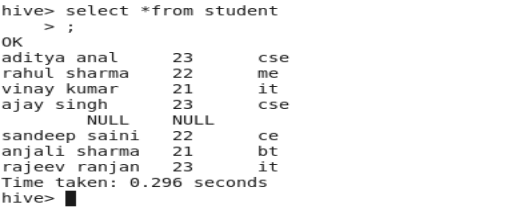 hive> select *from student
    > ;
OK
aditya anal     23      cse
rahul sharma    22      me
vinay kumar     21      it
ajay singh      23      cse
        NULL    NULL
sandeep saini   22      ce
anjali sharma   21      bt
rajeev ranjan   23      it
Time taken: 0.296 seconds
hive>